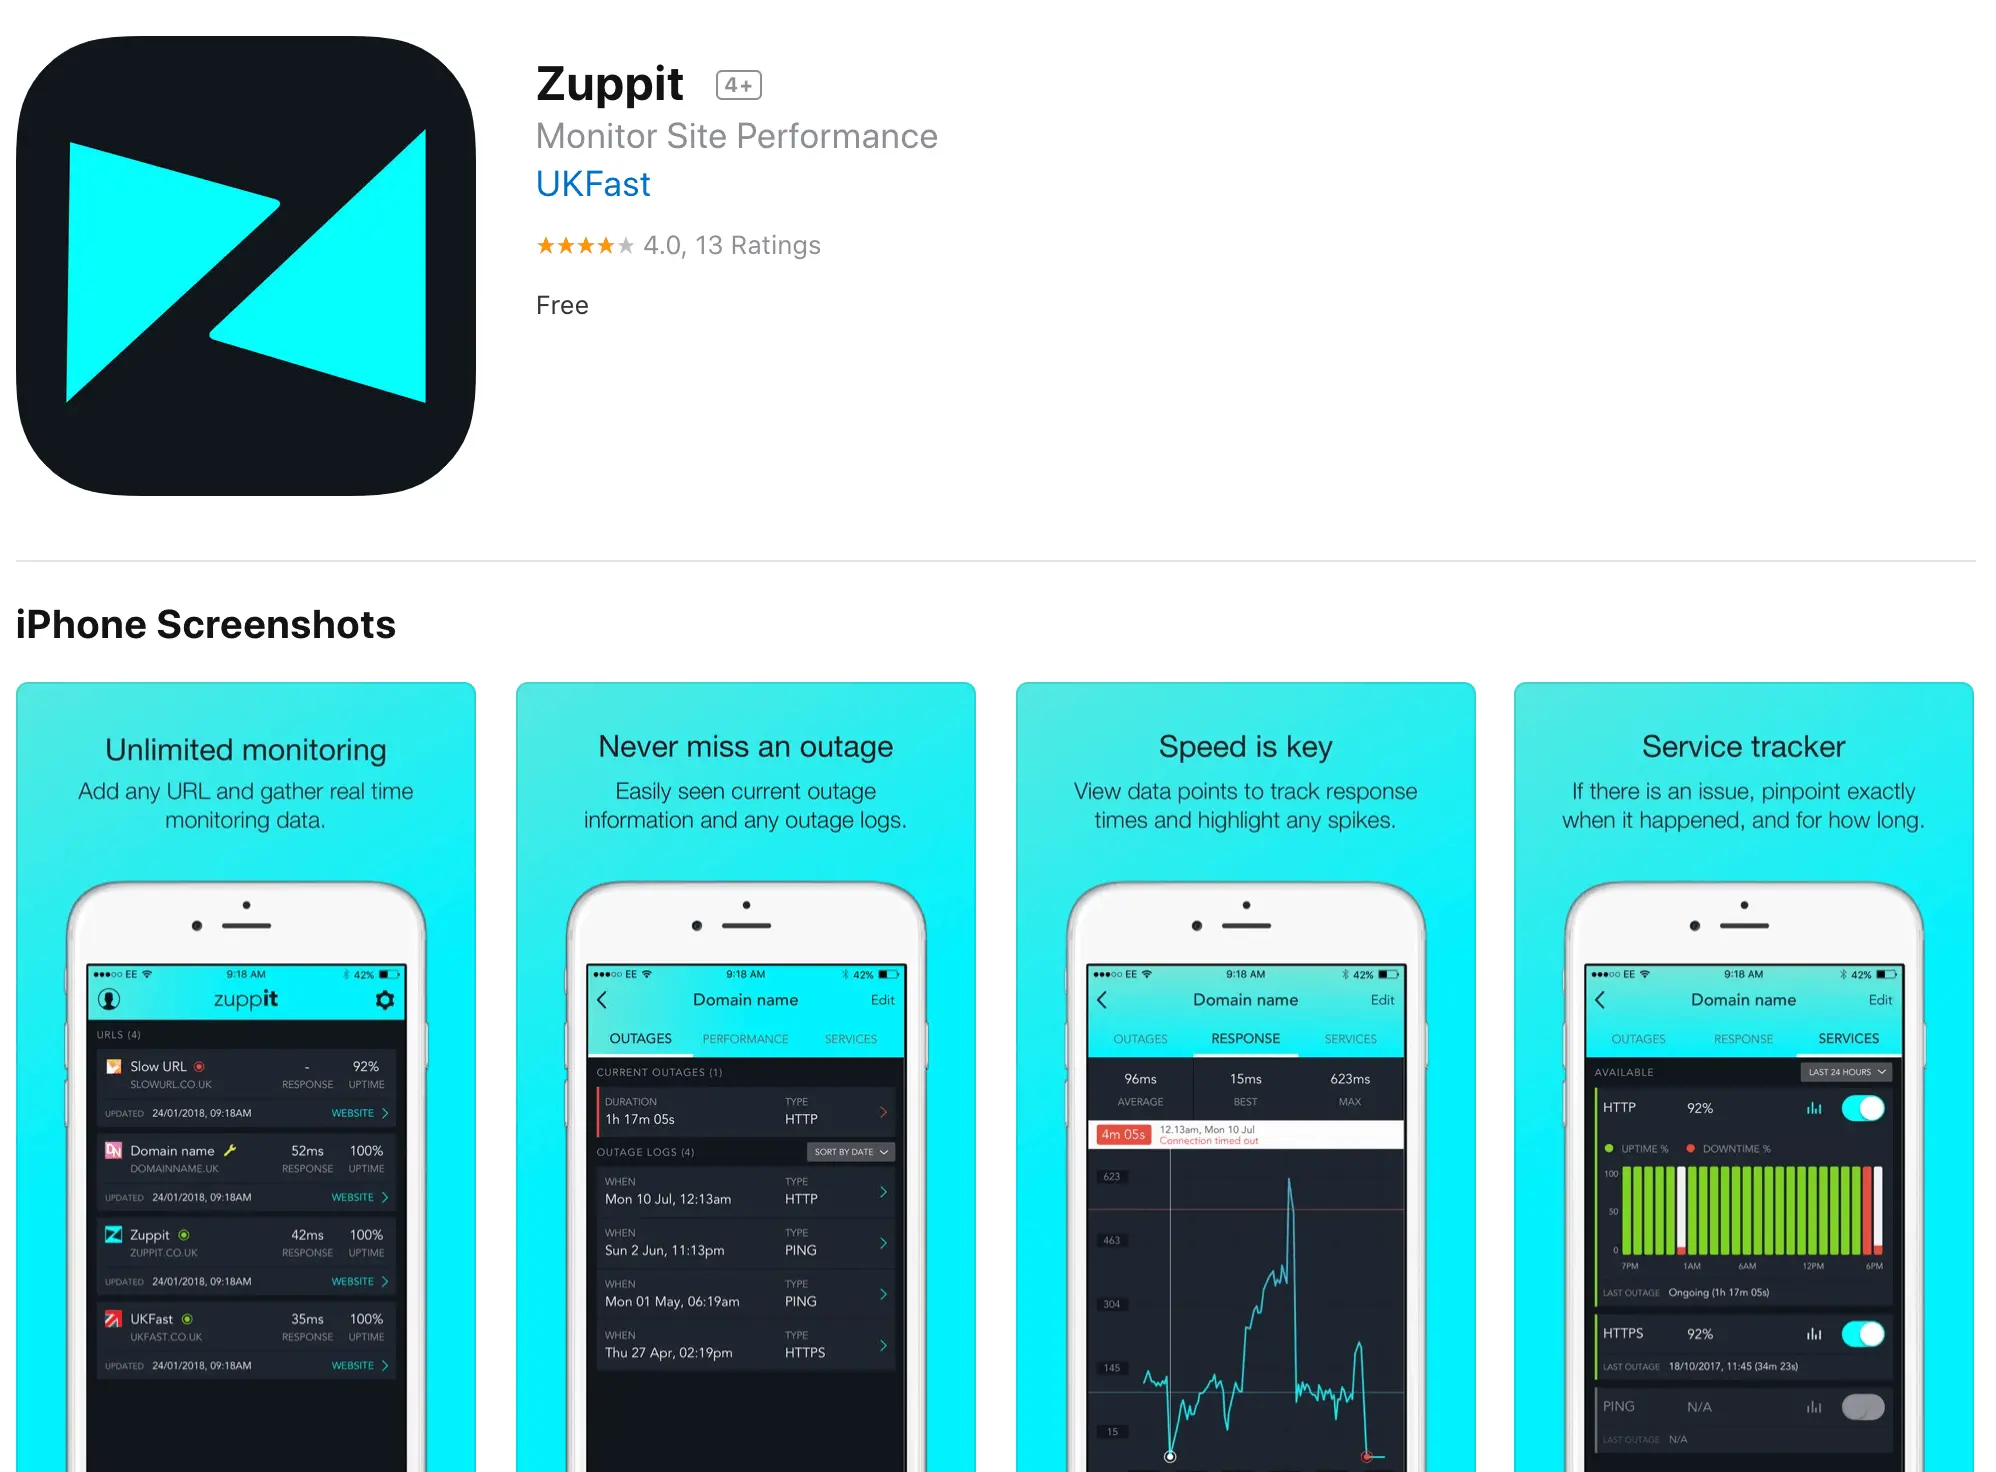 Zuppit 4+
Monitor Site Performance
UKFast
4.0, 13 Ratings
Free
iPhone Screenshots
Unlimited monitoring
Add any URL and gather real time
monitoring data.
EE 9:18 AM 42%
zuppit
URLS (4)
Slow URL - 92%
SLOWURL.CO.UK RESPONSE UPTIME
UPDATED 24/01/2018, 09:18AM WEBSITE
DN Domain name 52ms 100%
DOMAINNAME.UK RESPONSE UPTIME
UPDATED 24/01/2018, 09:18AM WEBSITE
Zuppit 42ms 100%
ZUPPIT.CO.UK RESPONSE UPTIME
UPDATED 24/01/2018, 09:18AM WEBSITE
UKFast 35ms 100%
UKFAST.CO.UK RESPONSE UPTIME
UPDATED 24/01/2018, 09:18AM WEBSITE
Never miss an outage
Easily seen current outage
information and any outage logs.
EE 9:18 AM 42%
Domain name Edit
OUTAGES PERFORMANCE SERVICES
CURRENT OUTAGES (1)
DURATION TYPE
1h 17m 05s HTTP
OUTAGE LOGS (4) SORT BY DATE
WHEN TYPE
Mon 10 Jul, 12:13am HTTP
WHEN TYPE
Sun 2 Jun, 11:13pm PING
WHEN TYPE
Mon 01 May, 06:19am PING
WHEN TYPE
Thu 27 Apr, 02:19pm HTTPS
Speed is key
View data points to track response
times and highlight any spikes.
EE 9:18 AM 42%
Domain name Edit
OUTAGES RESPONSE SERVICES
96ms 15ms 623ms
AVERAGE BEST MAX
4m 05s 12.13am, Mon 10 Jul
Connection timed out
623
463
304
145
15
Service tracker
If there is an issue, pinpoint exactly
when it happened, and for how long.
EE 9:18 AM 42%
Domain name Edit
OUTAGES RESPONSE SERVICES
AVAILABLE LAST 24 HOURS
HTTP 92%
UPTIME % DOWNTIME %
100
50
0
7PM 1AM 6AM 12PM 6PM
LAST OUTAGE Ongoing (1h 17m 05s)
HTTPS 92%
LAST OUTAGE 18/10/2017, 11:45 (34m 23s)
PING N/A
LAST OUTAGE N/A